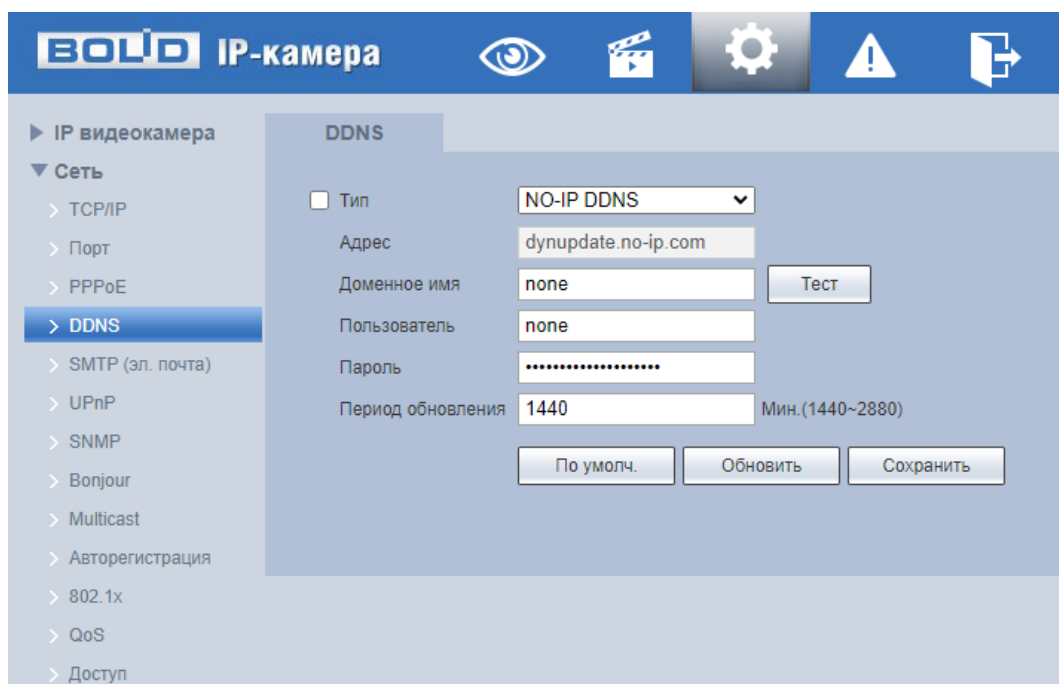 BOLID IP-камера
IP видеокамера
Сеть
TCP/IP
Порт
PPPoE
DDNS
SMTP (эл. почта)
UPnP
SNMP
Bonjour
Multicast
Авторегистрация
802.1x
QoS
Доступ
DDNS
Тип NO-IP DDNS
Адрес dynupdate.no-ip.com
Доменное имя none Тест
Пользователь none
Пароль ••••••••••••••••••••
Период обновления 1440 Мин.(1440~2880)
По умолч. Обновить Сохранить